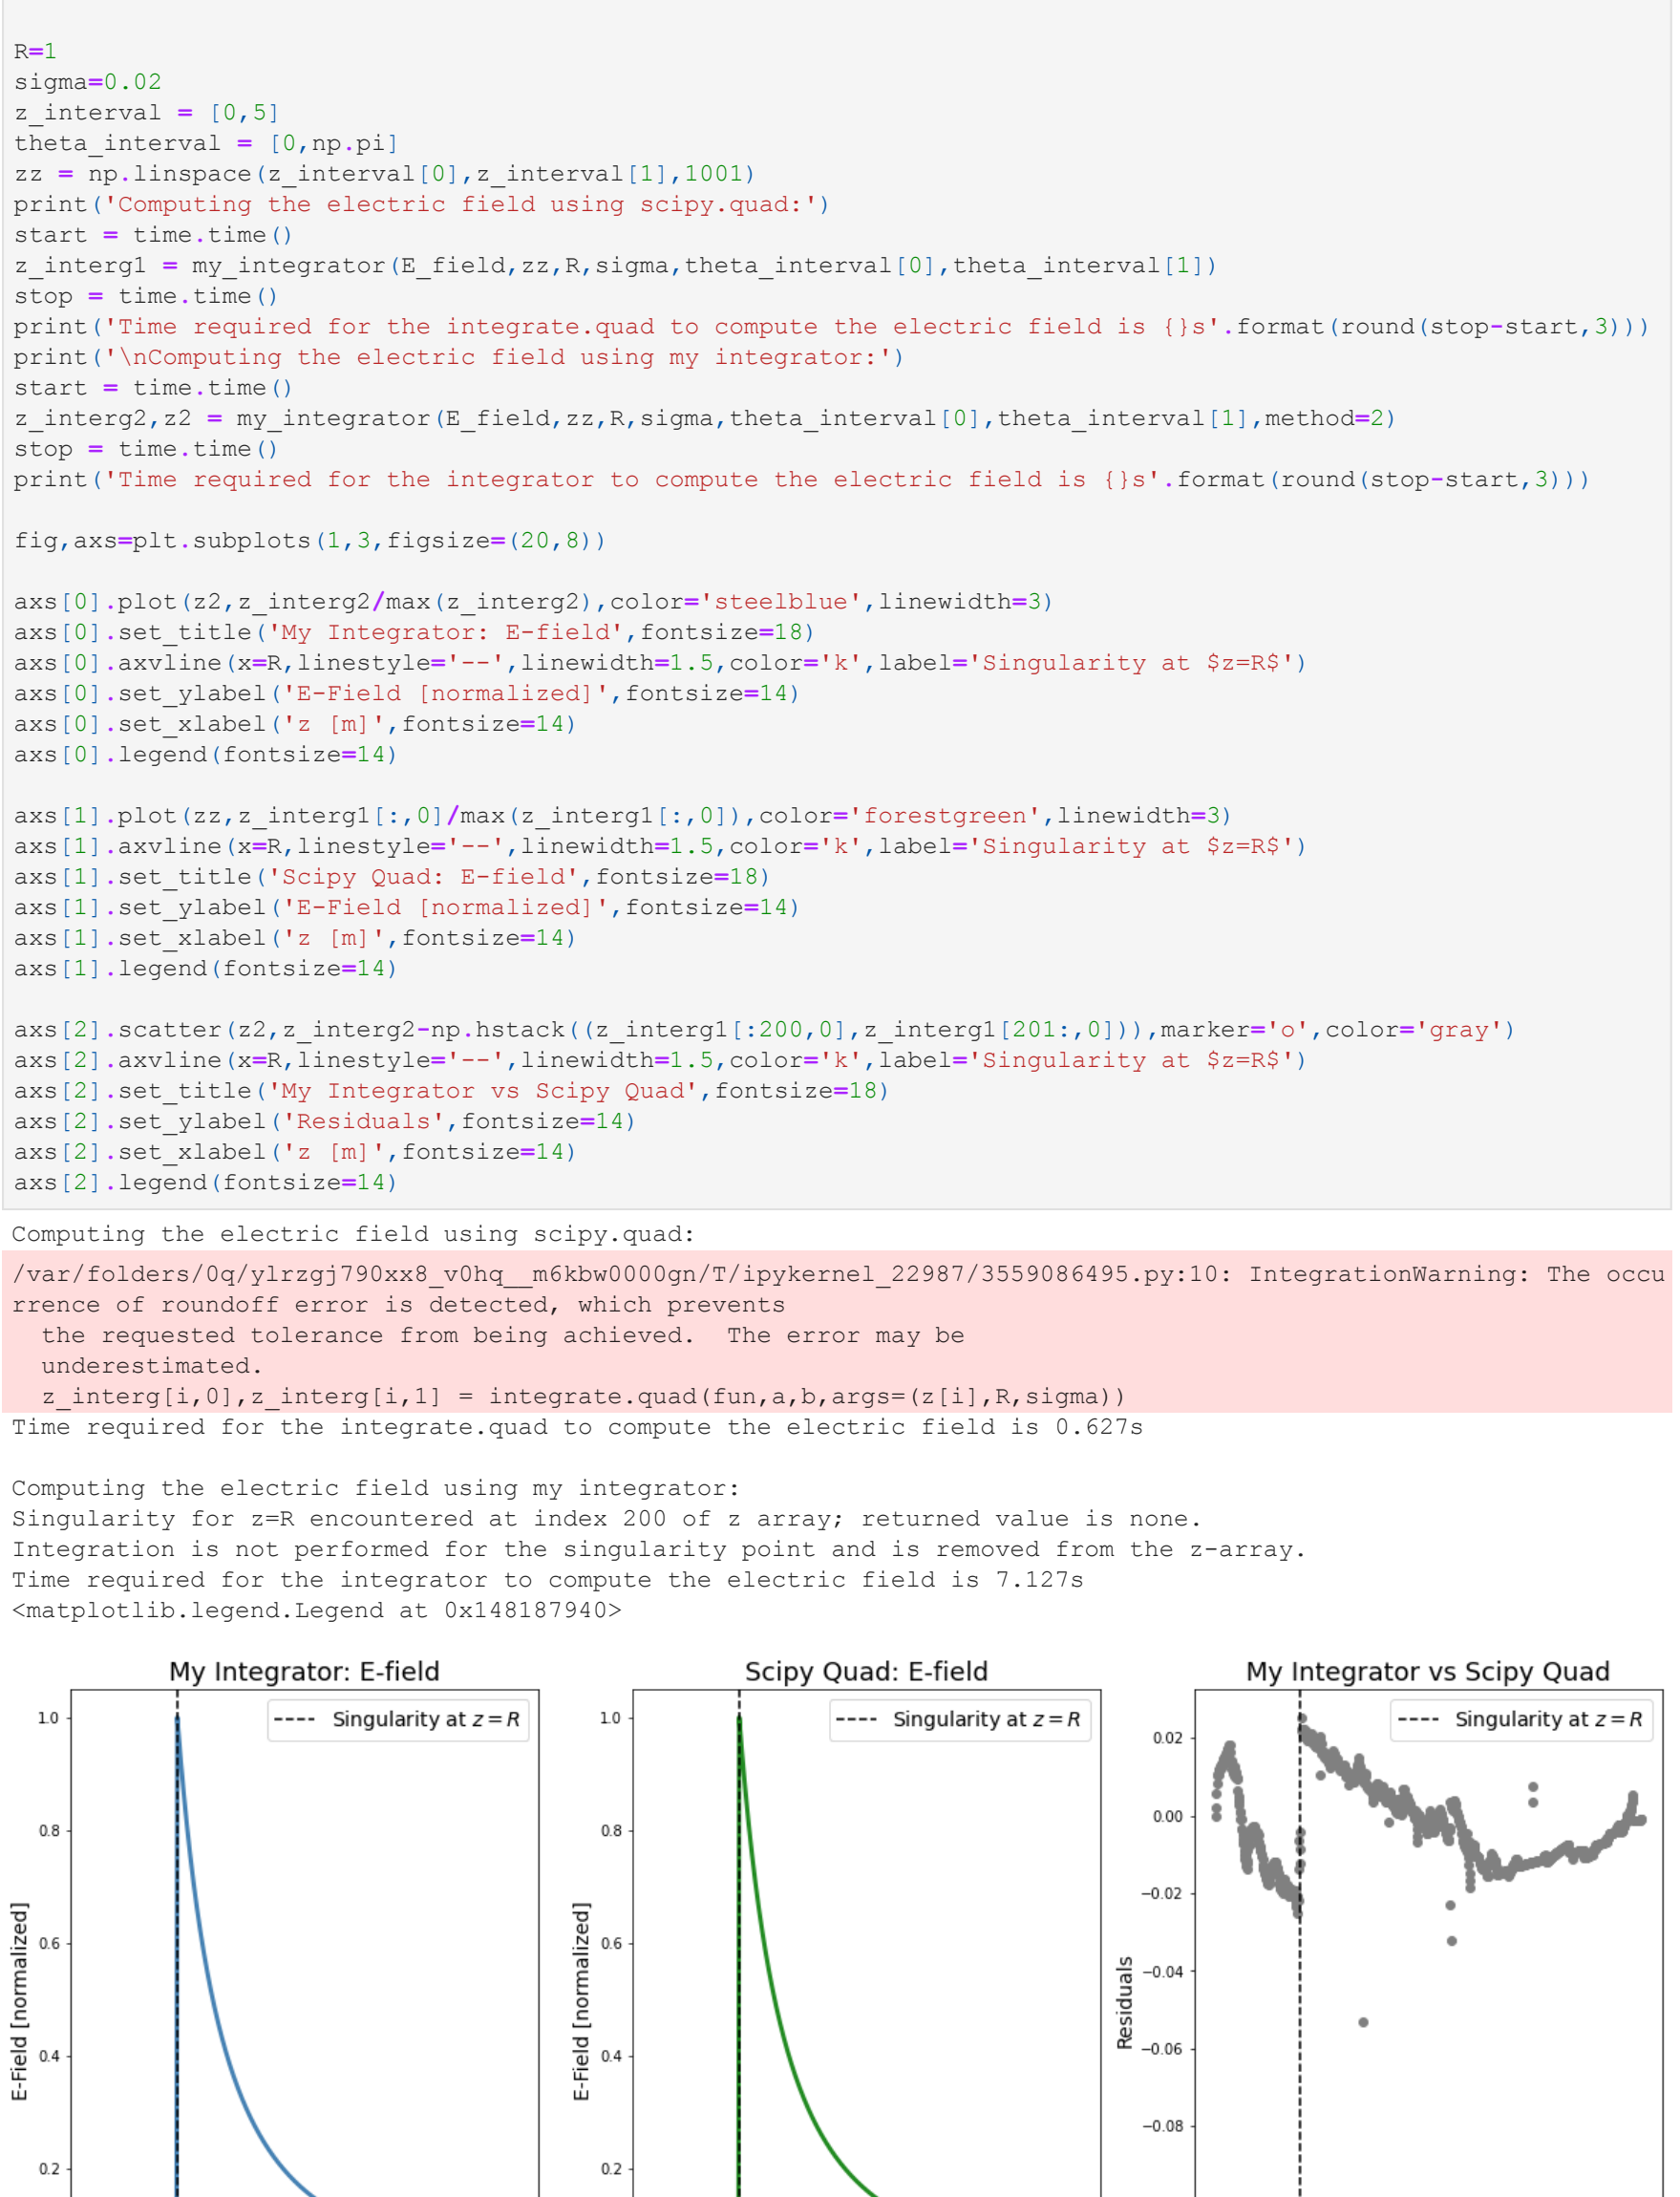 R=1
sigma=0.02
z_interval = [0,5]
theta_interval = [0,np.pi]
zz = np.linspace(z_interval[0],z_interval[1],1001)
print('Computing the electric field using scipy.quad:')
start = time.time()
z_interg1 = my_integrator(E_field,zz,R,sigma,theta_interval[0],theta_interval[1])
stop = time.time()
print('Time required for the integrate.quad to compute the electric field is {}s'.format(round(stop-start,3)))
print('\nComputing the electric field using my integrator:')
start = time.time()
z_interg2,z2 = my_integrator(E_field,zz,R,sigma,theta_interval[0],theta_interval[1],method=2)
stop = time.time()
print('Time required for the integrator to compute the electric field is {}s'.format(round(stop-start,3)))
fig,axs=plt.subplots(1,3,figsize=(20,8))
axs[0].plot(z2,z_interg2/max(z_interg2),color='steelblue',linewidth=3)
axs[0].set_title('My Integrator: E-field',fontsize=18)
axs[0].axvline(x=R,linestyle='--',linewidth=1.5,color='k',label='Singularity at $z=R$')
axs[0].set_ylabel('E-Field [normalized]',fontsize=14)
axs[0].set_xlabel('z [m]',fontsize=14)
axs[0].legend(fontsize=14)
axs[1].plot(zz,z_interg1[:,0]/max(z_interg1[:,0]),color='forestgreen',linewidth=3)
axs[1].axvline(x=R,linestyle='--',linewidth=1.5,color='k',label='Singularity at $z=R$')
axs[1].set_title('Scipy Quad: E-field',fontsize=18)
axs[1].set_ylabel('E-Field [normalized]',fontsize=14)
axs[1].set_xlabel('z [m]',fontsize=14)
axs[1].legend(fontsize=14)
axs[2].scatter(z2,z_interg2-np.hstack((z_interg1[:200,0],z_interg1[201:,0])),marker='o',color='gray')
axs[2].axvline(x=R,linestyle='--',linewidth=1.5,color='k',label='Singularity at $z=R$')
axs[2].set_title('My Integrator vs Scipy Quad',fontsize=18)
axs[2].set_ylabel('Residuals',fontsize=14)
axs[2].set_xlabel('z [m]',fontsize=14)
axs[2].legend(fontsize=14)
Computing the electric field using scipy.quad:
/var/folders/0q/ylrzgj790xx8_v0hq__m6kbw0000gn/T/ipykernel_22987/3559086495.py:10: IntegrationWarning: The occu
rrence of roundoff error is detected, which prevents
  the requested tolerance from being achieved.  The error may be
  underestimated.
  z_interg[i,0],z_interg[i,1] = integrate.quad(fun,a,b,args=(z[i],R,sigma))
Time required for the integrate.quad to compute the electric field is 0.627s
Computing the electric field using my integrator:
Singularity for z=R encountered at index 200 of z array; returned value is none.
Integration is not performed for the singularity point and is removed from the z-array.
Time required for the integrator to compute the electric field is 7.127s
<matplotlib.legend.Legend at 0x148187940>
My Integrator: E-field
Singularity at z = R
1.0
0.8
0.6
0.4
0.2
E-Field [normalized]
Scipy Quad: E-field
Singularity at z = R
1.0
0.8
0.6
0.4
0.2
E-Field [normalized]
My Integrator vs Scipy Quad
Singularity at z = R
0.02
0.00
−0.02
−0.04
−0.06
−0.08
Residuals